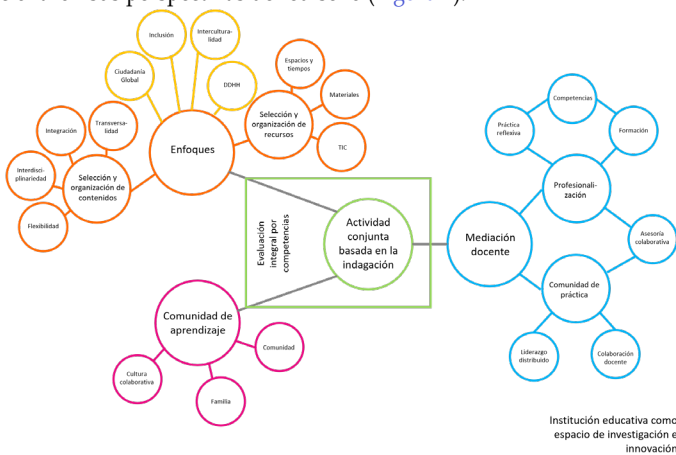 Inclusión
Intercultura-
lidad
Ciudadanía
Global
DDHH
Espacios y
tiempos
Materiales
TIC
Selección y
organización de
recursos
Enfoques
Integración
Transversa-
lidad
Interdisci-
plinariedad
Flexibilidad
Selección y
organización de
contenidos
Evaluación
integral por
competencias
Actividad
conjunta
basada en la
indagación
Mediación
docente
Competencias
Práctica
reflexiva
Formación
Profesionali-
zación
Asesoría
colaborativa
Comunidad de
práctica
Liderazgo
distribuido
Colaboración
docente
Comunidad de
aprendizaje
Comunidad
Cultura
colaborativa
Familia
Institución educativa como
espacio de investigación e
innovación